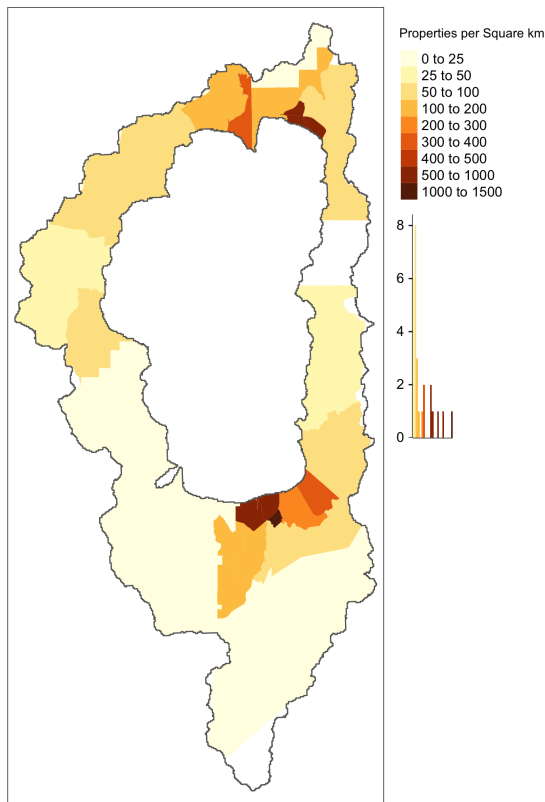 Properties per Square km
0 to 25
25 to 50
50 to 100
100 to 200
200 to 300
300 to 400
400 to 500
500 to 1000
1000 to 1500
8
6
4
2
0